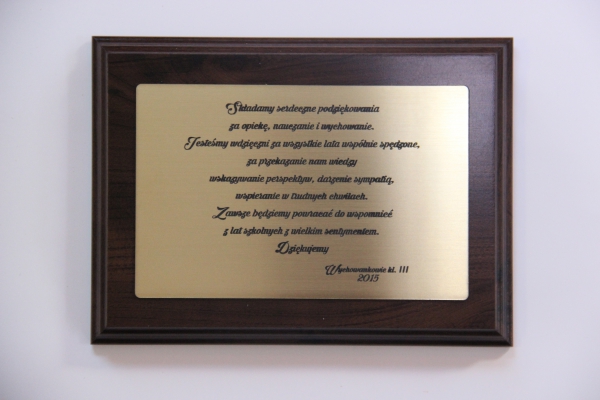 Składamy serdeczne podziękowania
za opiekę, nauczanie i wychowanie.
Jesteśmy wdzięczni za wszystkie lata wspólnie spędzone,
za przekazanie nam wiedzy
wskazywanie perspektyw, darzenie sympatią,
wspieranie w trudnych chwilach.
Zawsze będziemy powracać do wspomnień
z lat szkolnych z wielkim sentymentem.
Dziękujemy
Wychowankowie kl. III
2015